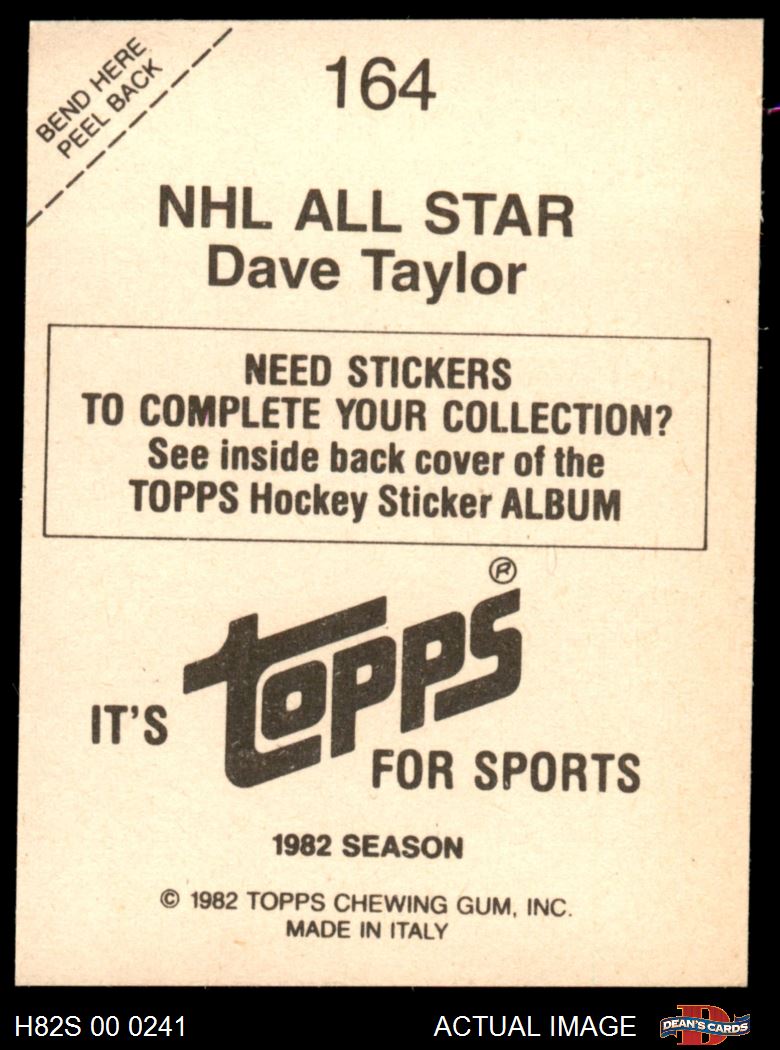 BEND HERE
PEEL BACK
164
NHL ALL STAR
Dave Taylor
NEED STICKERS
TO COMPLETE YOUR COLLECTION?
See inside back cover of the
TOPPS Hockey Sticker ALBUM
IT'S topps ®
FOR SPORTS
1982 SEASON
© 1982 TOPPS CHEWING GUM, INC.
MADE IN ITALY
H82S 00 0241
ACTUAL IMAGE
DEAN'S CARDS